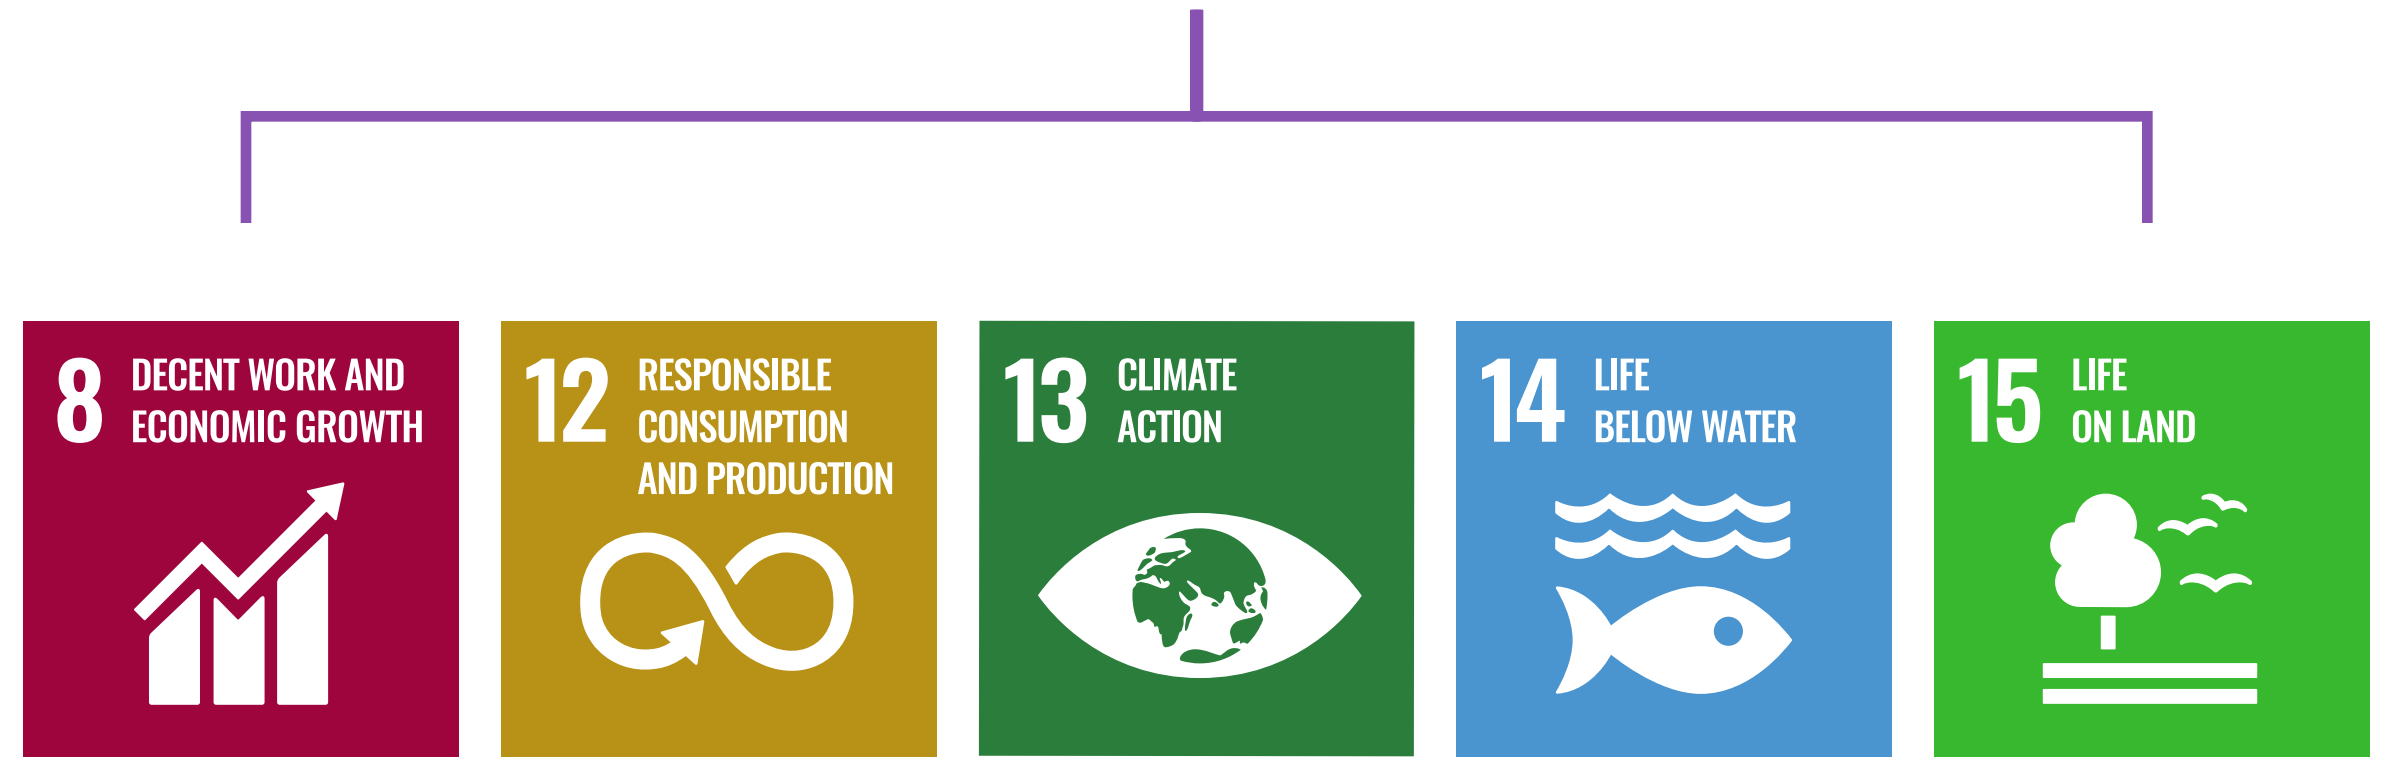 8 DECENT WORK AND
ECONOMIC GROWTH
12 RESPONSIBLE
CONSUMPTION
AND PRODUCTION
13 CLIMATE
ACTION
14 LIFE
BELOW WATER
15 LIFE
ON LAND